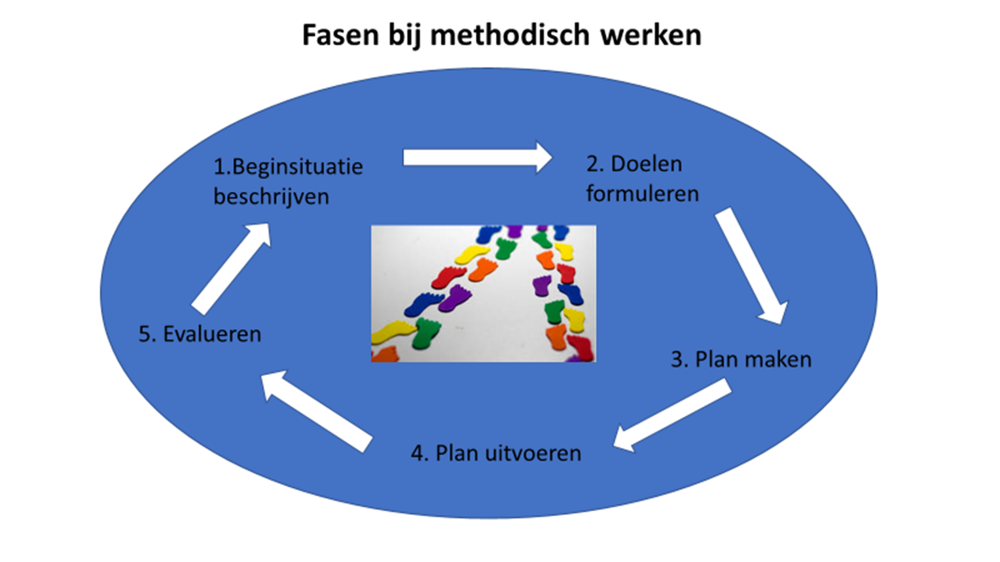 Fasen bij methodisch werken
1.Beginsituatie
beschrijven
2. Doelen
formuleren
3. Plan maken
4. Plan uitvoeren
5. Evalueren